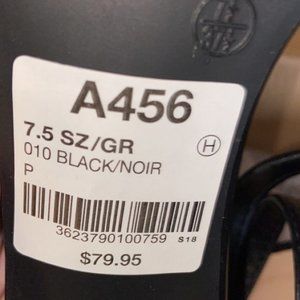 A456
7.5 SZ/GR
H
010 BLACK/NOIR
P
3623790100759 S18
$79.95